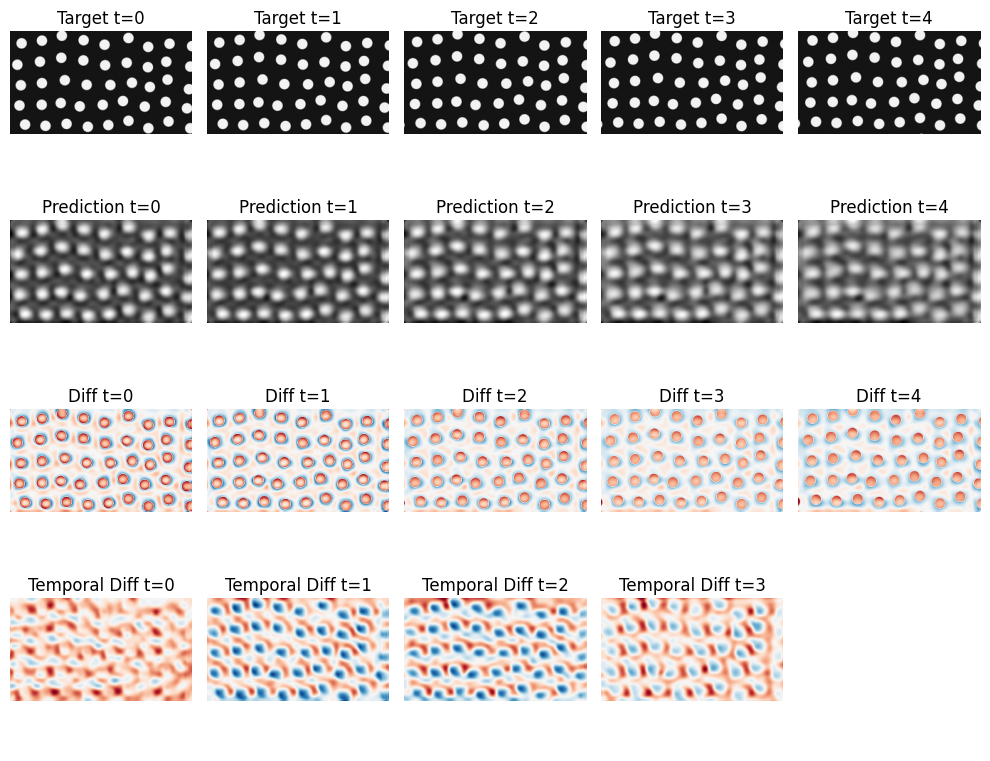 Target t=0 Target t=1 Target t=2 Target t=3 Target t=4
Prediction t=0 Prediction t=1 Prediction t=2 Prediction t=3 Prediction t=4
Diff t=0 Diff t=1 Diff t=2 Diff t=3 Diff t=4
Temporal Diff t=0 Temporal Diff t=1 Temporal Diff t=2 Temporal Diff t=3